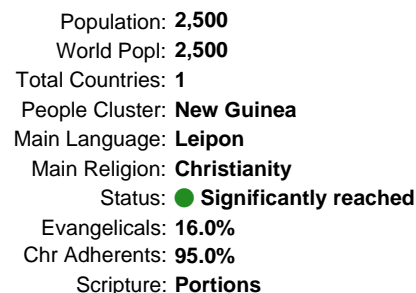 Population: 2,500
World Popl: 2,500
Total Countries: 1
People Cluster: New Guinea
Main Language: Leipon
Main Religion: Christianity
Status: Significantly reached
Evangelicals: 16.0%
Chr Adherents: 95.0%
Scripture: Portions